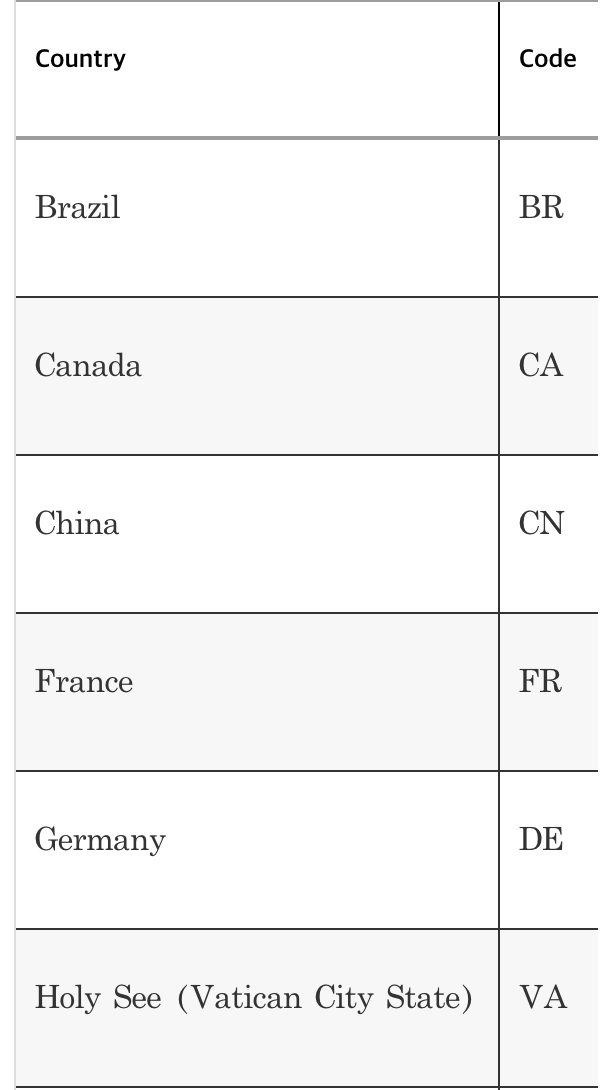 Country Code
Brazil BR
Canada CA
China CN
France FR
Germany DE
Holy See (Vatican City State) VA